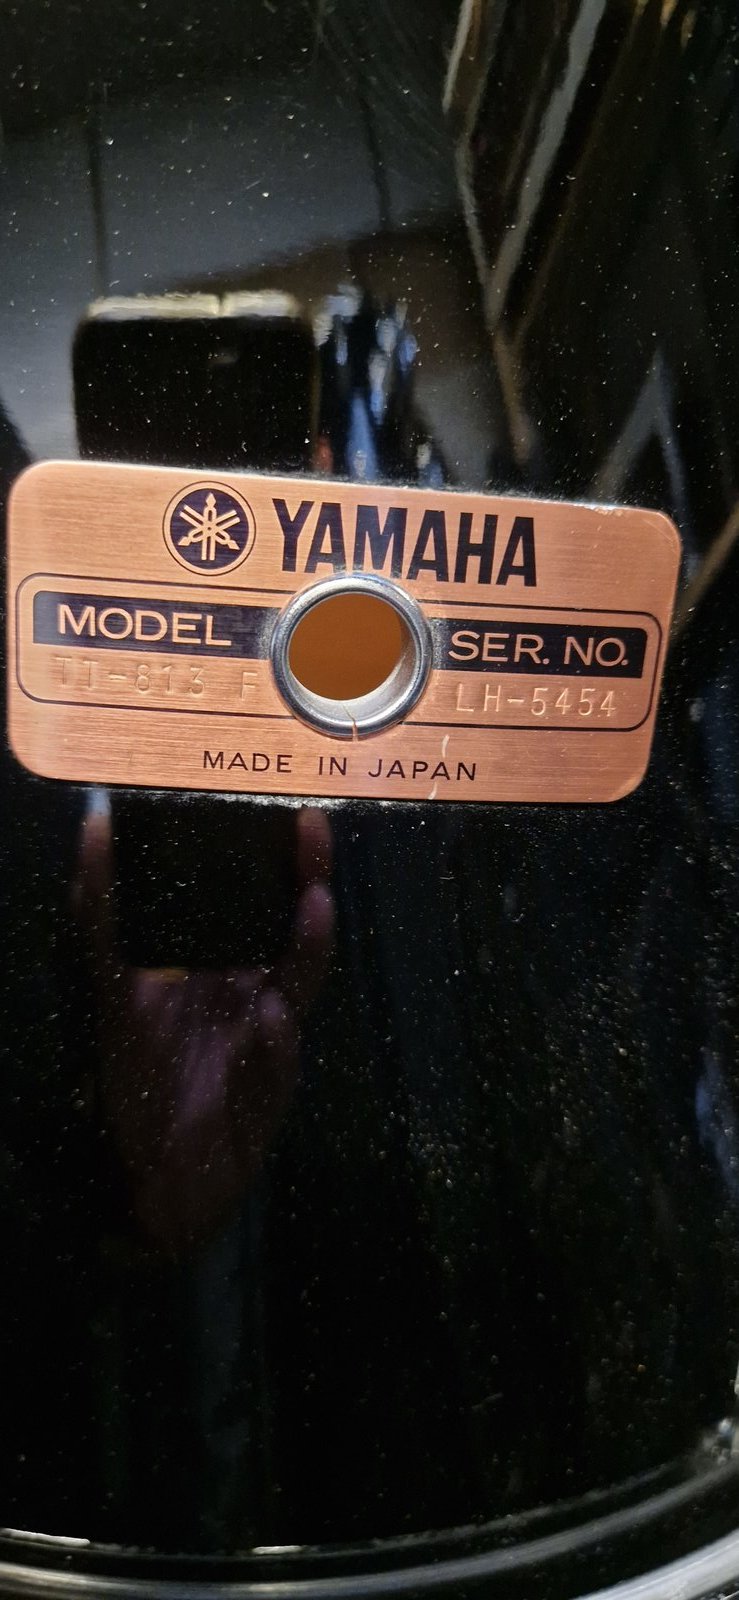 YAMAHA
MODEL SER. NO.
TT-813 F LH-5454
MADE IN JAPAN